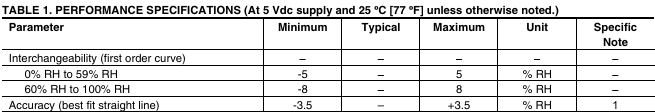 TABLE 1. PERFORMANCE SPECIFICATIONS (At 5 Vdc supply and 25 ºC [77 ºF] unless otherwise noted.)
Parameter Minimum Typical Maximum Unit Specific Note
Interchangeability (first order curve) – – – – –
0% RH to 59% RH -5 – 5 % RH –
60% RH to 100% RH -8 – 8 % RH –
Accuracy (best fit straight line) -3.5 – +3.5 % RH 1